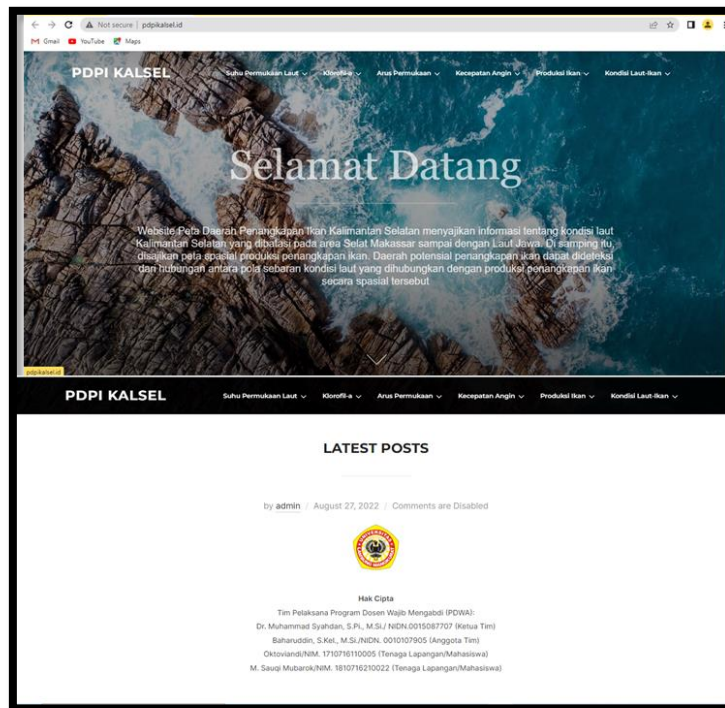 Not secure | pdpikalsel.id
Gmail YouTube Maps
PDPI KALSEL Suhu Permukaan Laut Klorofil-a Arus Permukaan Kecepatan Angin Produksi Ikan Kondisi Laut-Ikan
Selamat Datang
Website Peta Daerah Penangkapan Ikan Kalimantan Selatan menyajikan informasi tentang kondisi laut
Kalimantan Selatan yang dibatasi pada area Selat Makassar sampai dengan Laut Jawa. Di samping itu,
disajikan peta spasial produksi penangkapan ikan. Daerah potensial penangkapan ikan dapat dideteksi
dari hubungan antara pola sebaran kondisi laut yang dihubungkan dengan produksi penangkapan ikan
secara spasial tersebut
pdpikalsel.id
PDPI KALSEL Suhu Permukaan Laut Klorofil-a Arus Permukaan Kecepatan Angin Produksi Ikan Kondisi Laut-Ikan
LATEST POSTS
by admin / August 27, 2022 / Comments are Disabled
Hak Cipta
Tim Pelaksana Program Dosen Wajib Mengabdi (PDWA):
Dr. Muhammad Syahdan, S.Pi., M.Si./ NIDN.0015087707 (Ketua Tim)
Baharuddin, S.Kel., M.Si./NIDN. 0010107905 (Anggota Tim)
Oktoviandi/NIM. 1710716110005 (Tenaga Lapangan/Mahasiswa)
M. Sauqi Mubarok/NIM. 1810716210022 (Tenaga Lapangan/Mahasiswa)